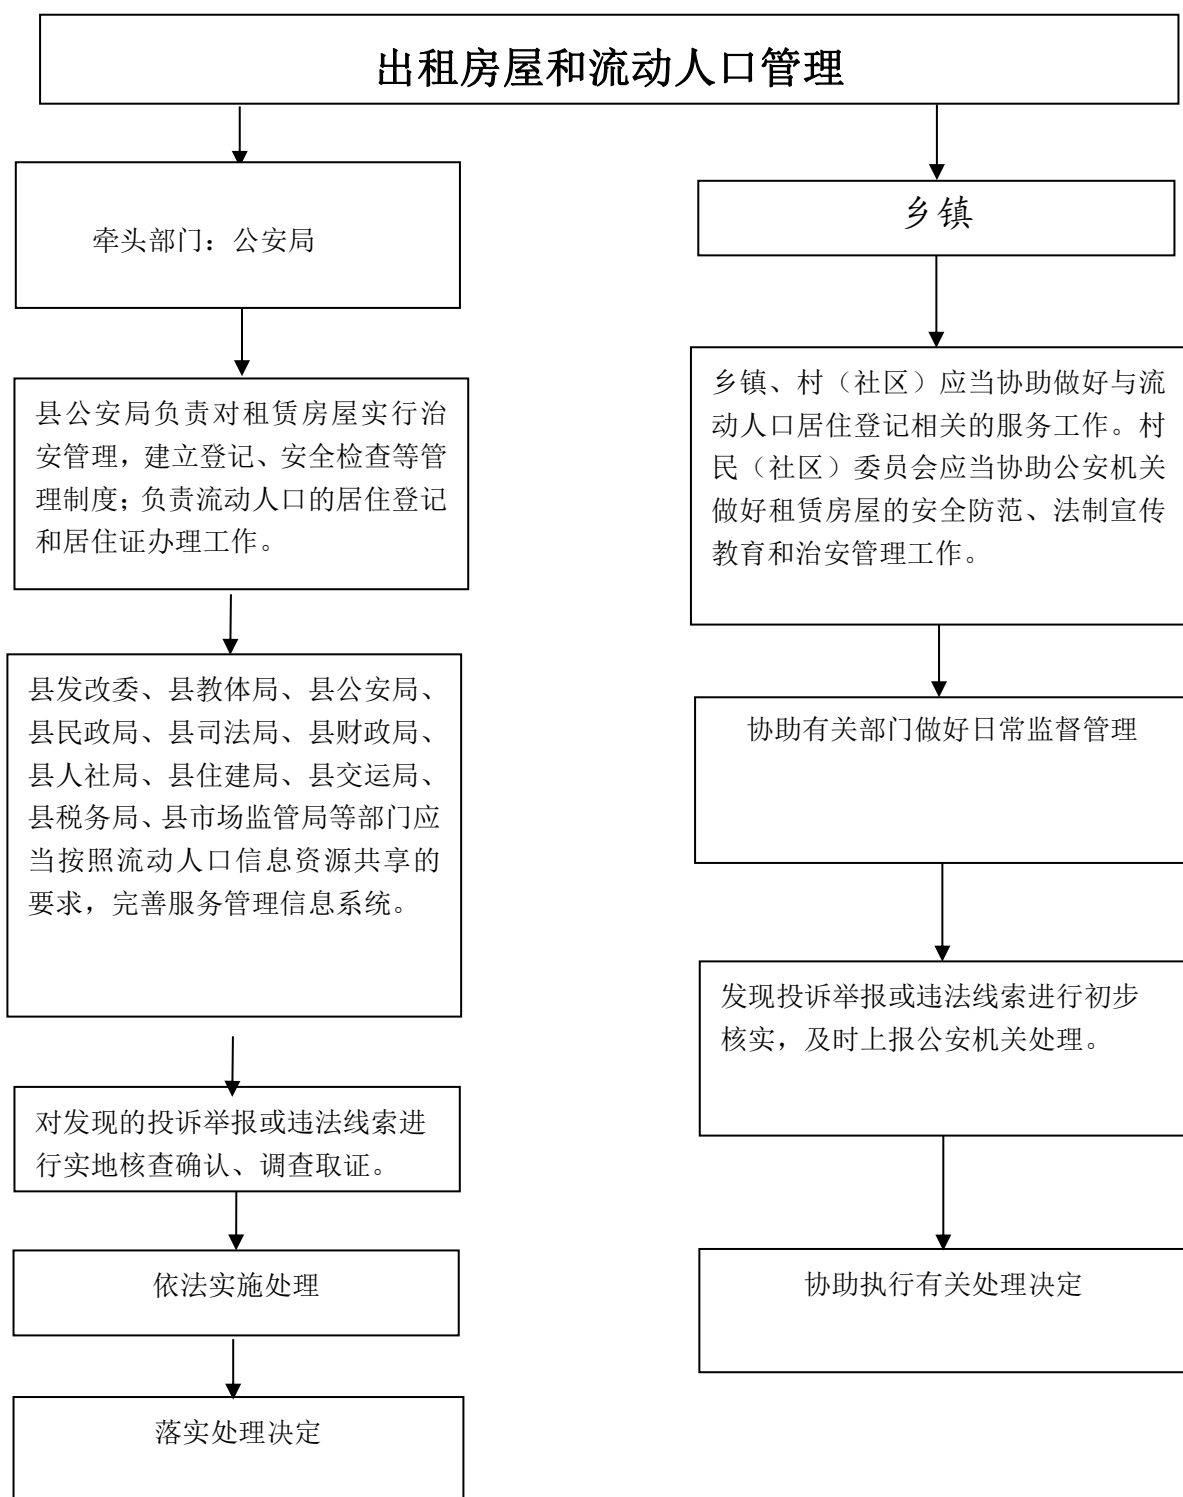 出租房屋和流动人口管理
牵头部门：公安局
县公安局负责对租赁房屋实行治
安管理，建立登记、安全检查等管
理制度；负责流动人口的居住登记
和居住证办理工作。
县发改委、县教体局、县公安局、
县民政局、县司法局、县财政局、
县人社局、县住建局、县交运局、
县税务局、县市场监管局等部门应
当按照流动人口信息资源共享的
要求，完善服务管理信息系统。
对发现的投诉举报或违法线索进
行实地核查确认、调查取证。
依法实施处理
落实处理决定
乡镇
乡镇、村（社区）应当协助做好与流
动人口居住登记相关的服务工作。村
民（社区）委员会应当协助公安机关
做好租赁房屋的安全防范、法制宣传
教育和治安管理工作。
协助有关部门做好日常监督管理
发现投诉举报或违法线索进行初步
核实，及时上报公安机关处理。
协助执行有关处理决定